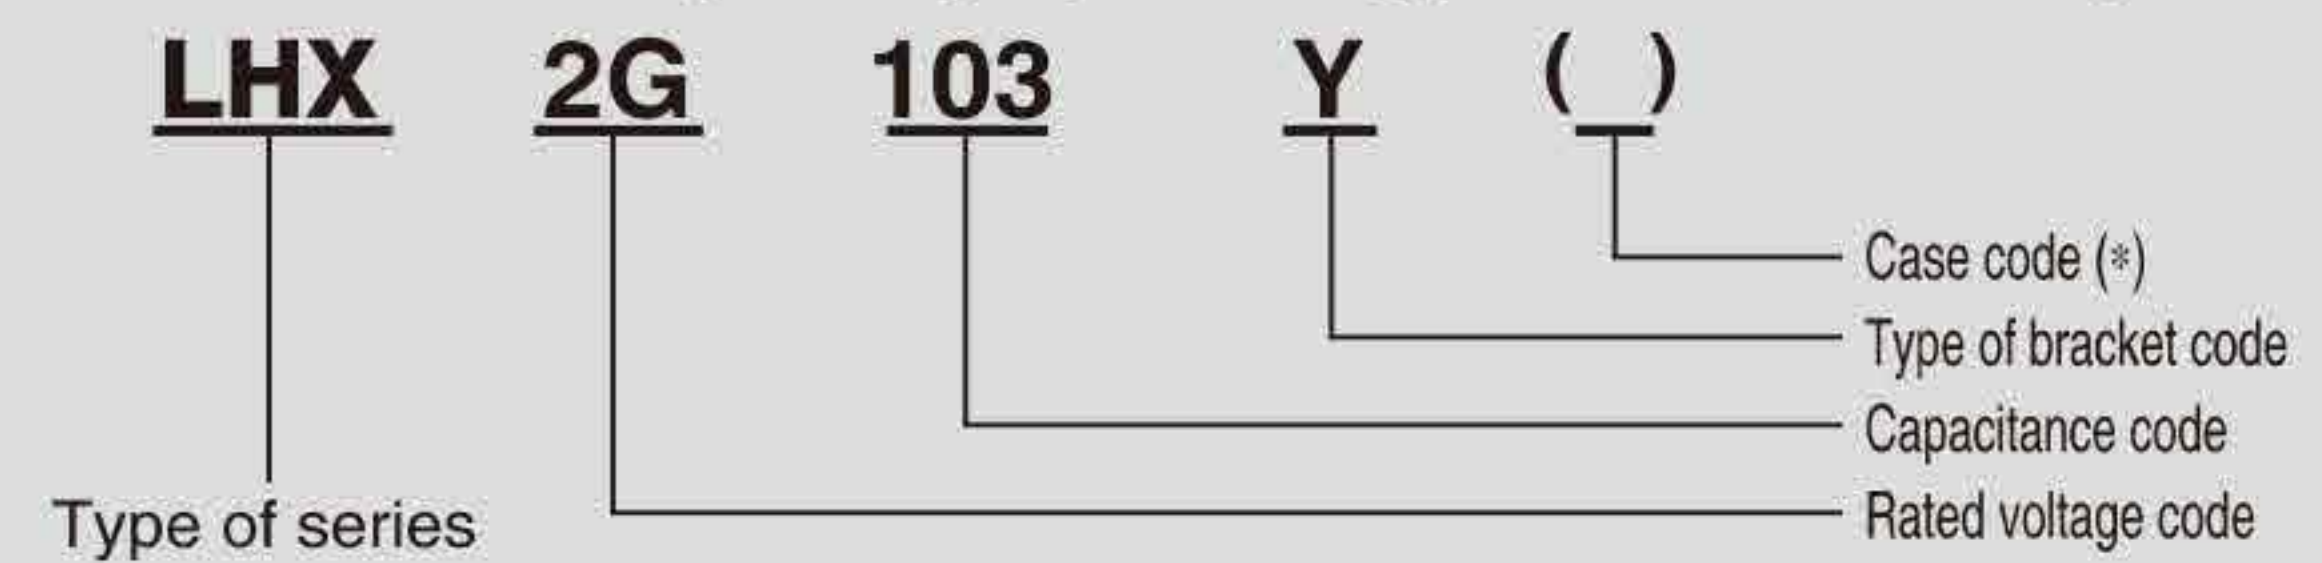 LHX 2G 103 Y ( )
Case code (*)
Type of bracket code
Capacitance code
Rated voltage code
Type of series